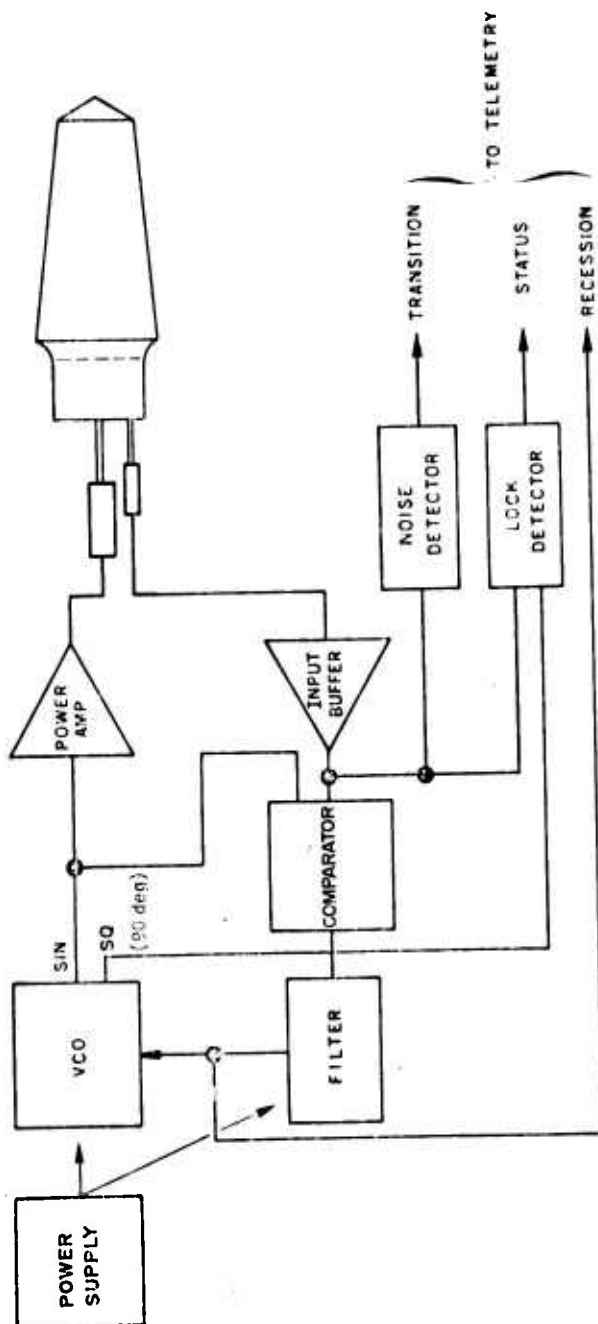 POWER
SUPPLY
VCO
SIN
SQ
(90 deg)
POWER
AMP
FILTER
COMPARATOR
INPUT
BUFFER
NOISE
DETECTOR
LOCK
DETECTOR
TRANSITION
STATUS
RECESSION
TO TELEMETRY